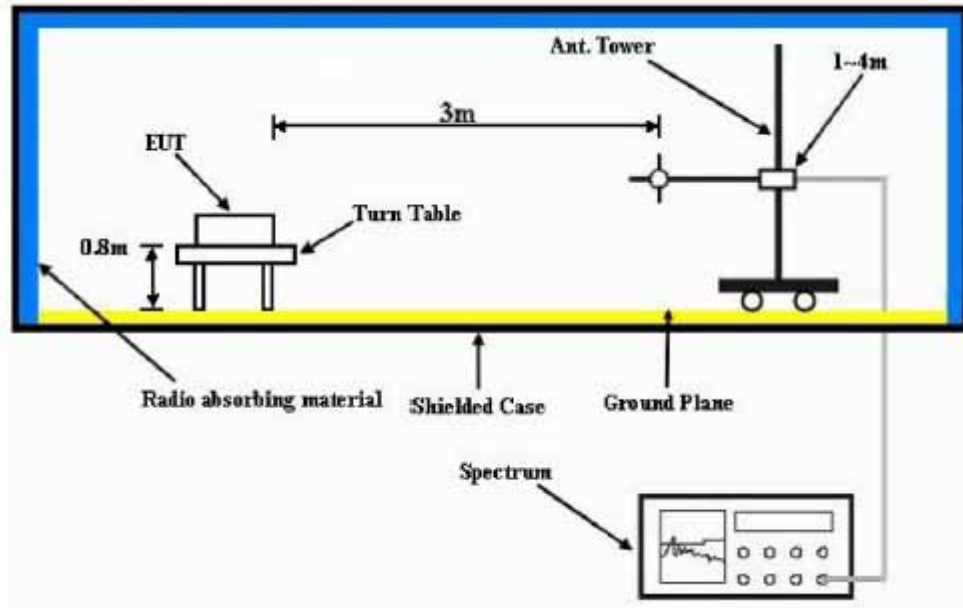 Ant. Tower
1~4m
3m
EUT
Turn Table
0.8m
Radio absorbing material
Shielded Case
Ground Plane
Spectrum